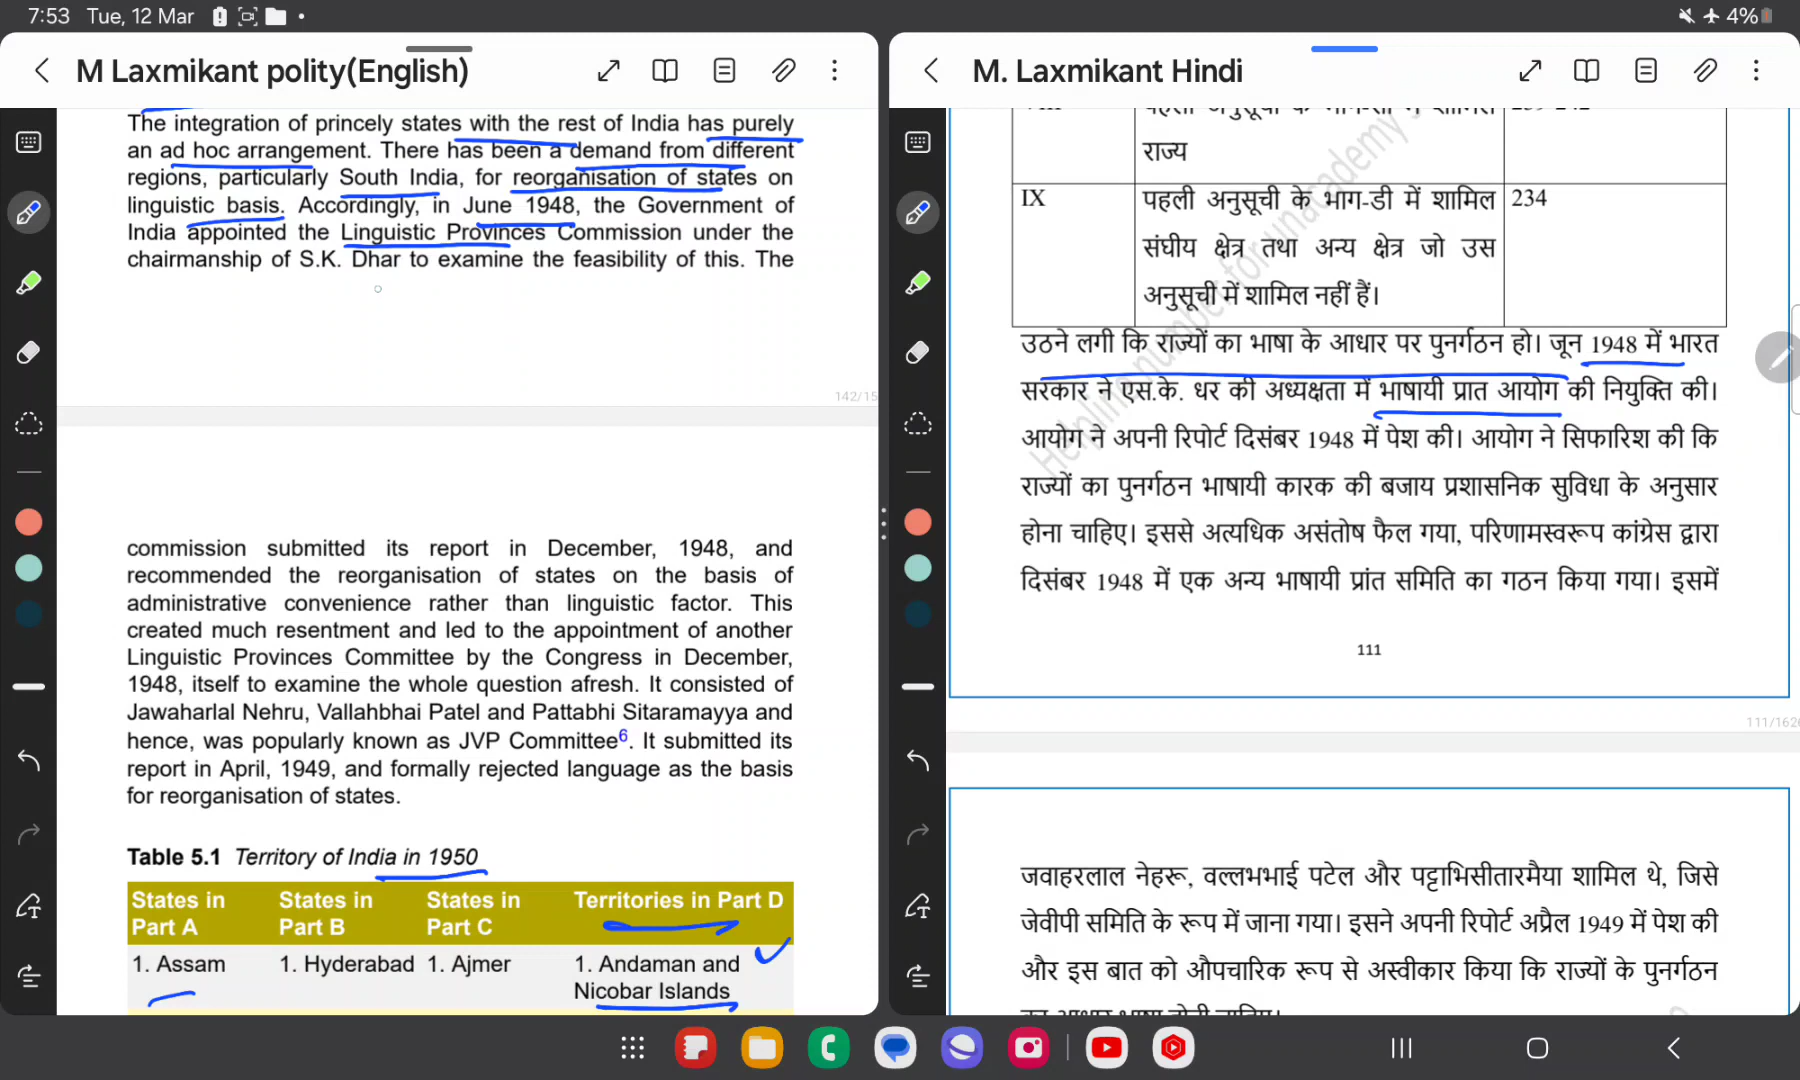 7:53 Tue, 12 Mar
4%
M Laxmikant polity(English)
The integration of princely states with the rest of India has purely
an ad hoc arrangement. There has been a demand from different
regions, particularly South India, for reorganisation of states on
linguistic basis. Accordingly, in June 1948, the Government of
India appointed the Linguistic Provinces Commission under the
chairmanship of S.K. Dhar to examine the feasibility of this. The
142/15
commission submitted its report in December, 1948, and
recommended the reorganisation of states on the basis of
administrative convenience rather than linguistic factor. This
created much resentment and led to the appointment of another
Linguistic Provinces Committee by the Congress in December,
1948, itself to examine the whole question afresh. It consisted of
Jawaharlal Nehru, Vallahbhai Patel and Pattabhi Sitaramayya and
hence, was popularly known as JVP Committee6. It submitted its
report in April, 1949, and formally rejected language as the basis
for reorganisation of states.
Table 5.1 Territory of India in 1950
States in Part A States in Part B States in Part C Territories in Part D
1. Assam 1. Hyderabad 1. Ajmer 1. Andaman and
Nicobar Islands
M. Laxmikant Hindi
राज्य
IX पहली अनुसूची के भाग-डी में शामिल 234
संघीय क्षेत्र तथा अन्य क्षेत्र जो उस
अनुसूची में शामिल नहीं हैं।
उठने लगी कि राज्यों का भाषा के आधार पर पुनर्गठन हो। जून 1948 में भारत
सरकार ने एस.के. धर की अध्यक्षता में भाषायी प्रात आयोग की नियुक्ति की।
आयोग ने अपनी रिपोर्ट दिसंबर 1948 में पेश की। आयोग ने सिफारिश की कि
राज्यों का पुनर्गठन भाषायी कारक की बजाय प्रशासनिक सुविधा के अनुसार
होना चाहिए। इससे अत्यधिक असंतोष फैल गया, परिणामस्वरूप कांग्रेस द्वारा
दिसंबर 1948 में एक अन्य भाषायी प्रांत समिति का गठन किया गया। इसमें
111
111/1626
जवाहरलाल नेहरू, वल्लभभाई पटेल और पट्टाभिसीतारमैया शामिल थे, जिसे
जेवीपी समिति के रूप में जाना गया। इसने अपनी रिपोर्ट अप्रैल 1949 में पेश की
और इस बात को औपचारिक रूप से अस्वीकार किया कि राज्यों के पुनर्गठन